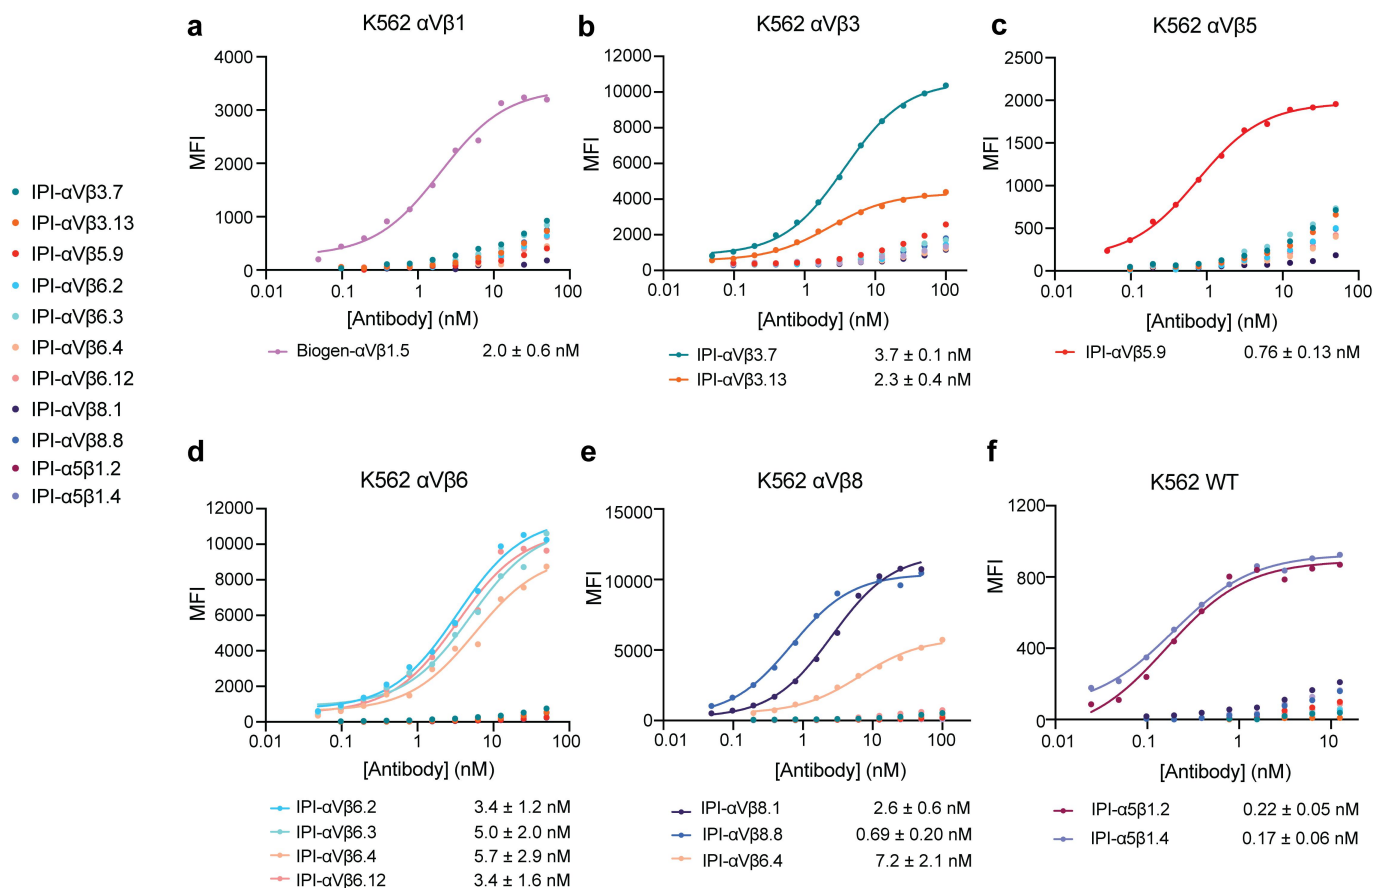 IPI-αVβ3.7
IPI-αVβ3.13
IPI-αVβ5.9
IPI-αVβ6.2
IPI-αVβ6.3
IPI-αVβ6.4
IPI-αVβ6.12
IPI-αVβ8.1
IPI-αVβ8.8
IPI-α5β1.2
IPI-α5β1.4
a
K562 αVβ1
MFI
4000
3000
2000
1000
0
0.01 0.1 1 10 100
[Antibody] (nM)
Biogen-αVβ1.5 2.0 ± 0.6 nM
b
K562 αVβ3
MFI
12000
10000
8000
6000
4000
2000
0
0.01 0.1 1 10 100
[Antibody] (nM)
IPI-αVβ3.7 3.7 ± 0.1 nM
IPI-αVβ3.13 2.3 ± 0.4 nM
c
K562 αVβ5
MFI
2500
2000
1500
1000
500
0
0.01 0.1 1 10 100
[Antibody] (nM)
IPI-αVβ5.9 0.76 ± 0.13 nM
d
K562 αVβ6
MFI
12000
10000
8000
6000
4000
2000
0
0.01 0.1 1 10 100
[Antibody] (nM)
IPI-αVβ6.2 3.4 ± 1.2 nM
IPI-αVβ6.3 5.0 ± 2.0 nM
IPI-αVβ6.4 5.7 ± 2.9 nM
IPI-αVβ6.12 3.4 ± 1.6 nM
e
K562 αVβ8
MFI
15000
10000
5000
0
0.01 0.1 1 10 100
[Antibody] (nM)
IPI-αVβ8.1 2.6 ± 0.6 nM
IPI-αVβ8.8 0.69 ± 0.20 nM
IPI-αVβ6.4 7.2 ± 2.1 nM
f
K562 WT
MFI
1200
800
400
0
0.01 0.1 1 10
[Antibody] (nM)
IPI-α5β1.2 0.22 ± 0.05 nM
IPI-α5β1.4 0.17 ± 0.06 nM